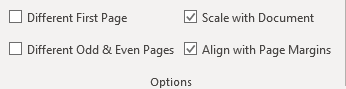 Different First Page
Scale with Document
Different Odd & Even Pages
Align with Page Margins
Options